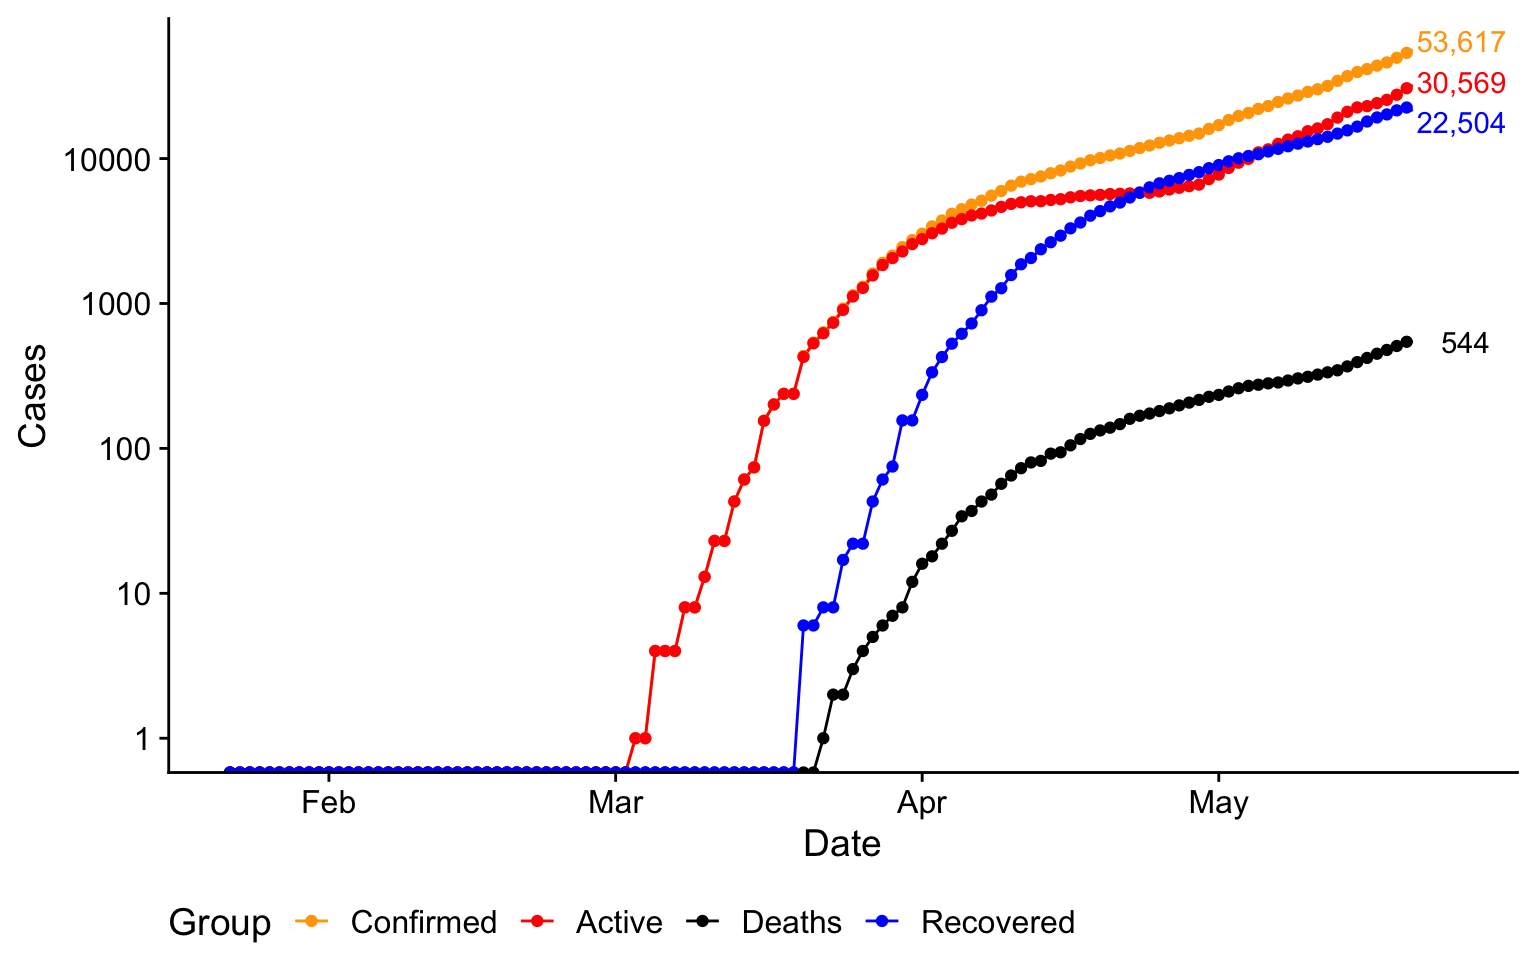 53,617
30,569
22,504
10000
1000
544
100
10
1
Cases
Feb Mar Apr May
Date
Group Confirmed Active Deaths Recovered